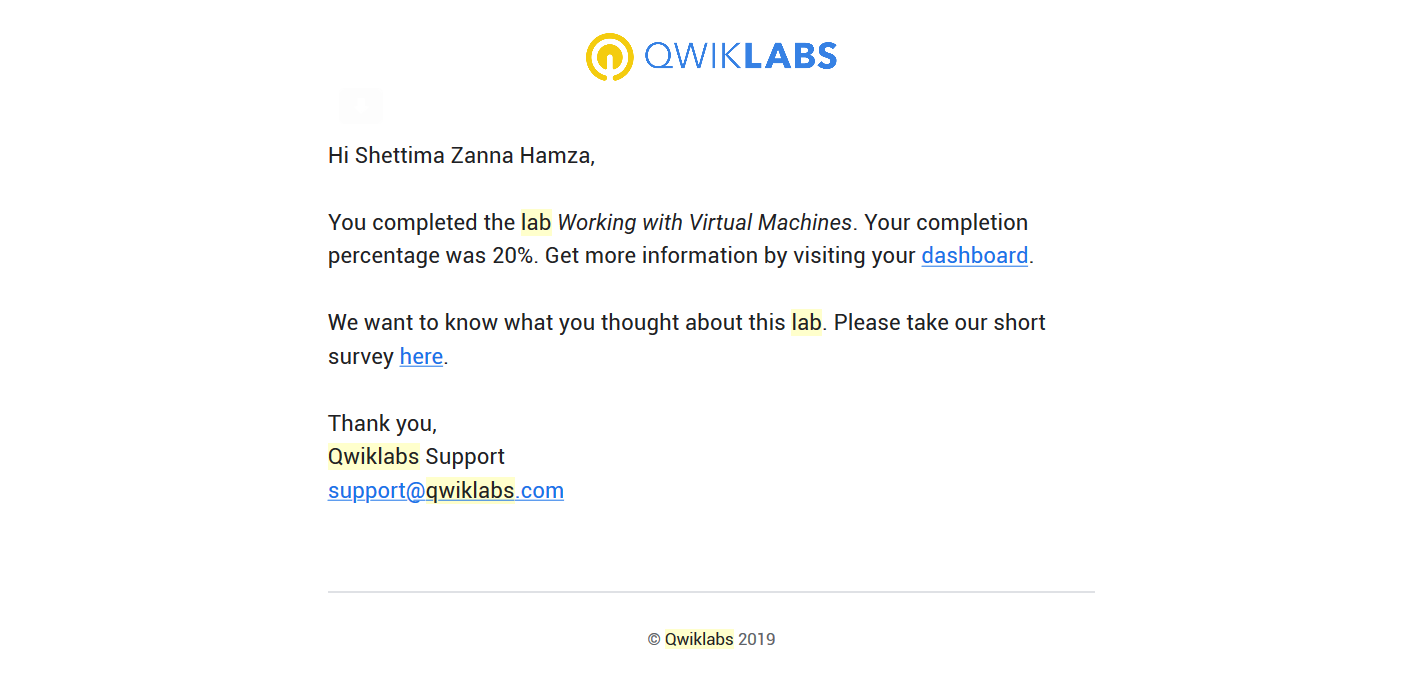 QWIKLABS
Hi Shettima Zanna Hamza,
You completed the lab Working with Virtual Machines. Your completion
percentage was 20%. Get more information by visiting your dashboard.
We want to know what you thought about this lab. Please take our short
survey here.
Thank you,
Qwiklabs Support
support@qwiklabs.com
© Qwiklabs 2019